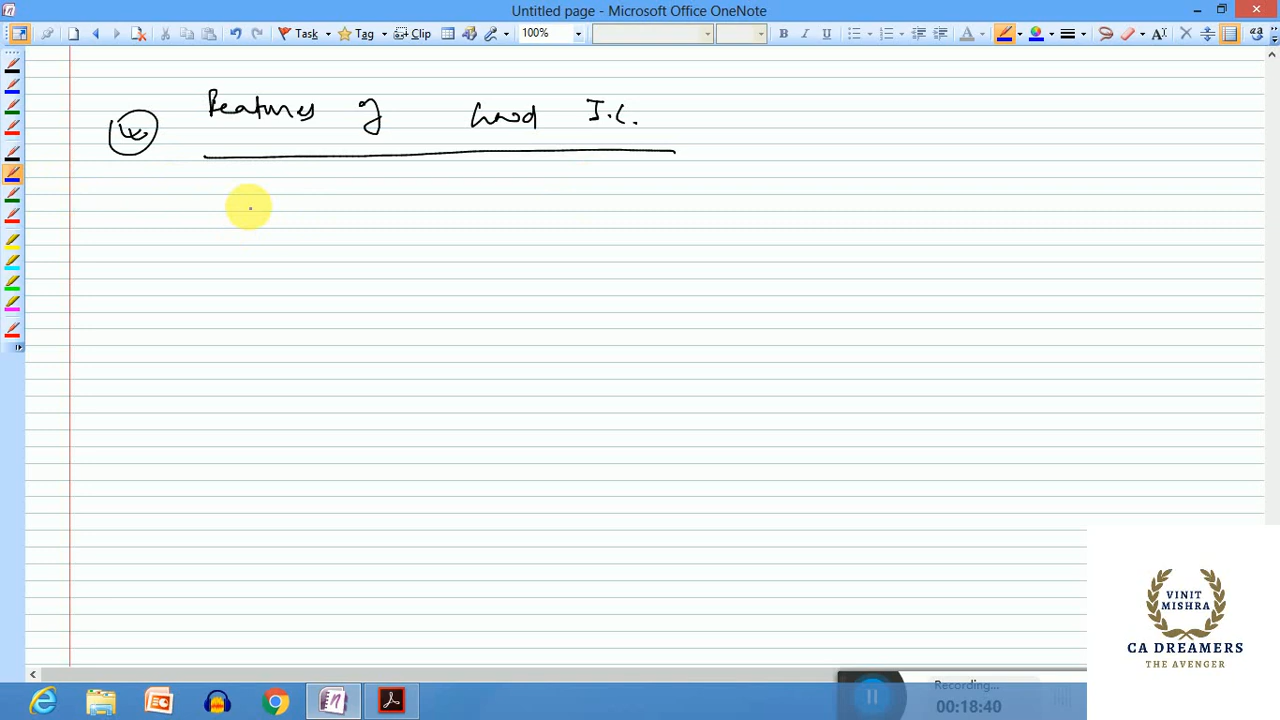 Untitled page - Microsoft Office OneNote
Task Tag Clip 100% B I U A
Features of Good I.C.
VINIT
MISHRA
CA DREAMERS
THE AVENGER
Recording...
00:18:40